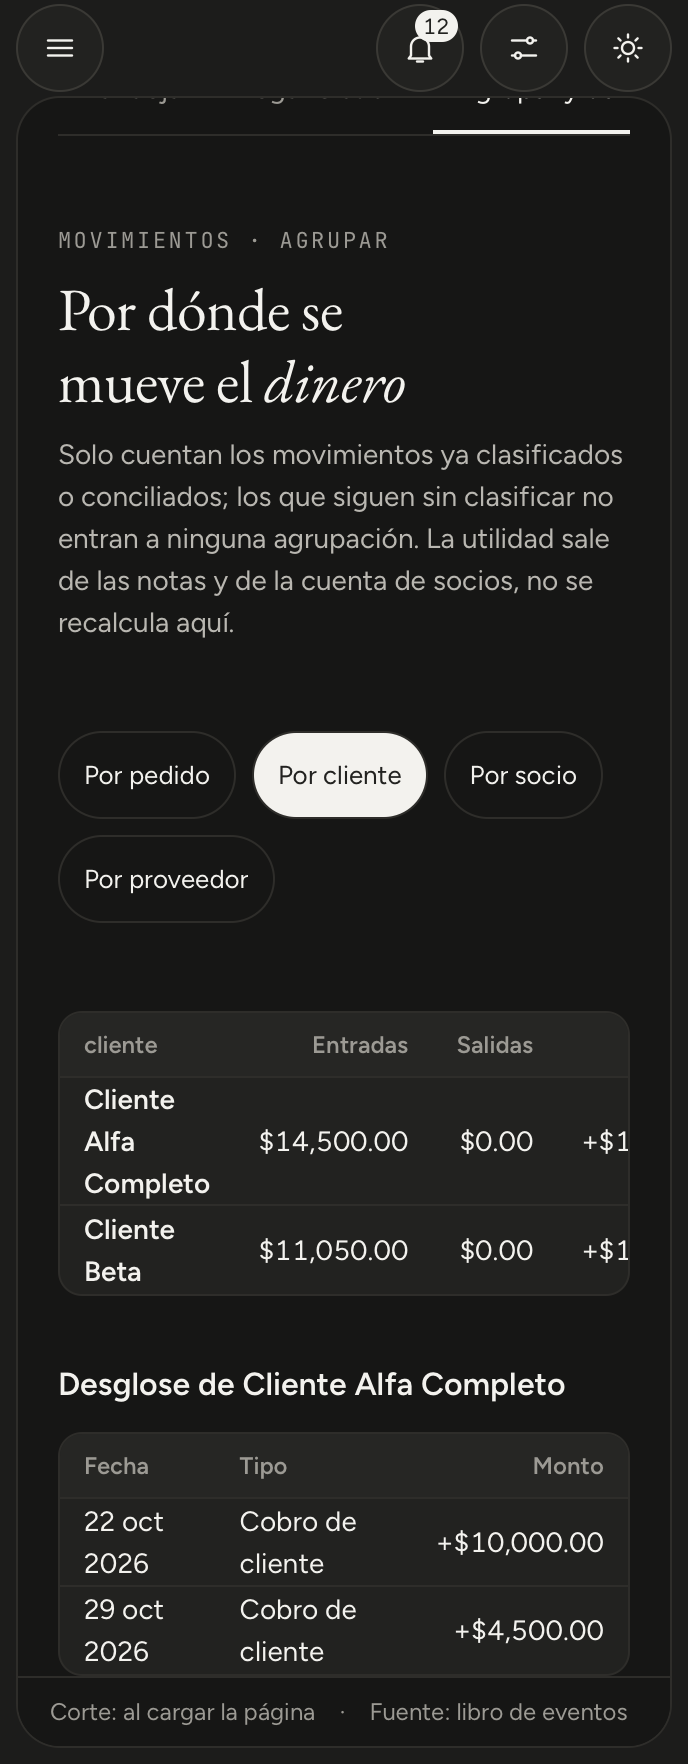 12
MOVIMIENTOS · AGRUPAR
Por dónde se
mueve el dinero
Solo cuentan los movimientos ya clasificados
o conciliados; los que siguen sin clasificar no
entran a ninguna agrupación. La utilidad sale
de las notas y de la cuenta de socios, no se
recalcula aquí.
Por pedido Por cliente Por socio
Por proveedor
cliente Entradas Salidas
Cliente
Alfa
Completo $14,500.00 $0.00 +$1
Cliente
Beta $11,050.00 $0.00 +$1
Desglose de Cliente Alfa Completo
Fecha Tipo Monto
22 oct
2026 Cobro de
cliente +$10,000.00
29 oct
2026 Cobro de
cliente +$4,500.00
Corte: al cargar la página · Fuente: libro de eventos